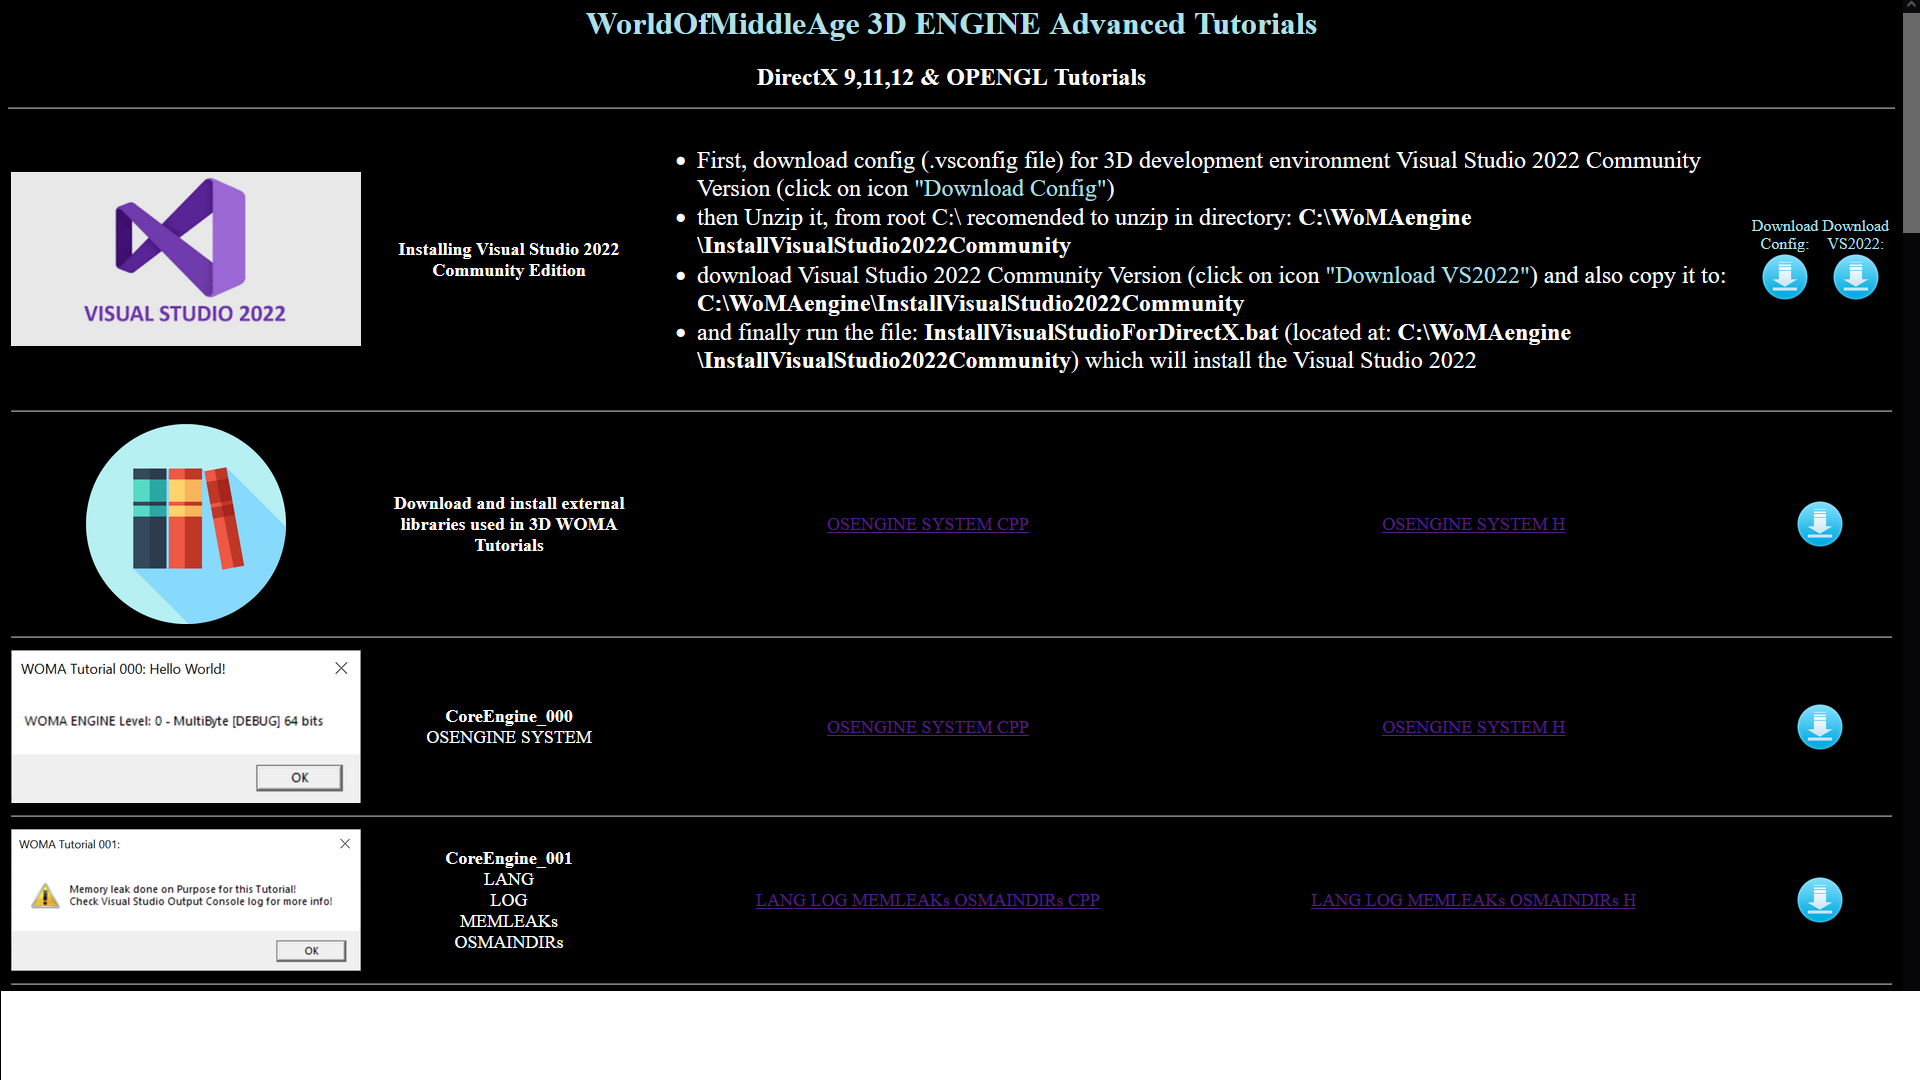 WorldOfMiddleAge 3D ENGINE Advanced Tutorials
DirectX 9,11,12 & OPENGL Tutorials
VISUAL STUDIO 2022
Installing Visual Studio 2022
Community Edition
First, download config (.vsconfig file) for 3D development environment Visual Studio 2022 Community
Version (click on icon "Download Config")
then Unzip it, from root C:\ recomended to unzip in directory: C:\WoMAengine
\InstallVisualStudio2022Community
download Visual Studio 2022 Community Version (click on icon "Download VS2022") and also copy it to:
C:\WoMAengine\InstallVisualStudio2022Community
and finally run the file: InstallVisualStudioForDirectX.bat (located at: C:\WoMAengine
\InstallVisualStudio2022Community) which will install the Visual Studio 2022
Download
Config:
Download
VS2022:
Download and install external
libraries used in 3D WOMA
Tutorials
OSENGINE SYSTEM CPP
OSENGINE SYSTEM H
WOMA Tutorial 000: Hello World!
WOMA ENGINE Level: 0 - MultiByte [DEBUG] 64 bits
OK
CoreEngine_000
OSENGINE SYSTEM
OSENGINE SYSTEM CPP
OSENGINE SYSTEM H
WOMA Tutorial 001:
Memory leak done on Purpose for this Tutorial!
Check Visual Studio Output Console log for more info!
OK
CoreEngine_001
LANG
LOG
MEMLEAKs
OSMAINDIRs
LANG LOG MEMLEAKs OSMAINDIRs CPP
LANG LOG MEMLEAKs OSMAINDIRs H